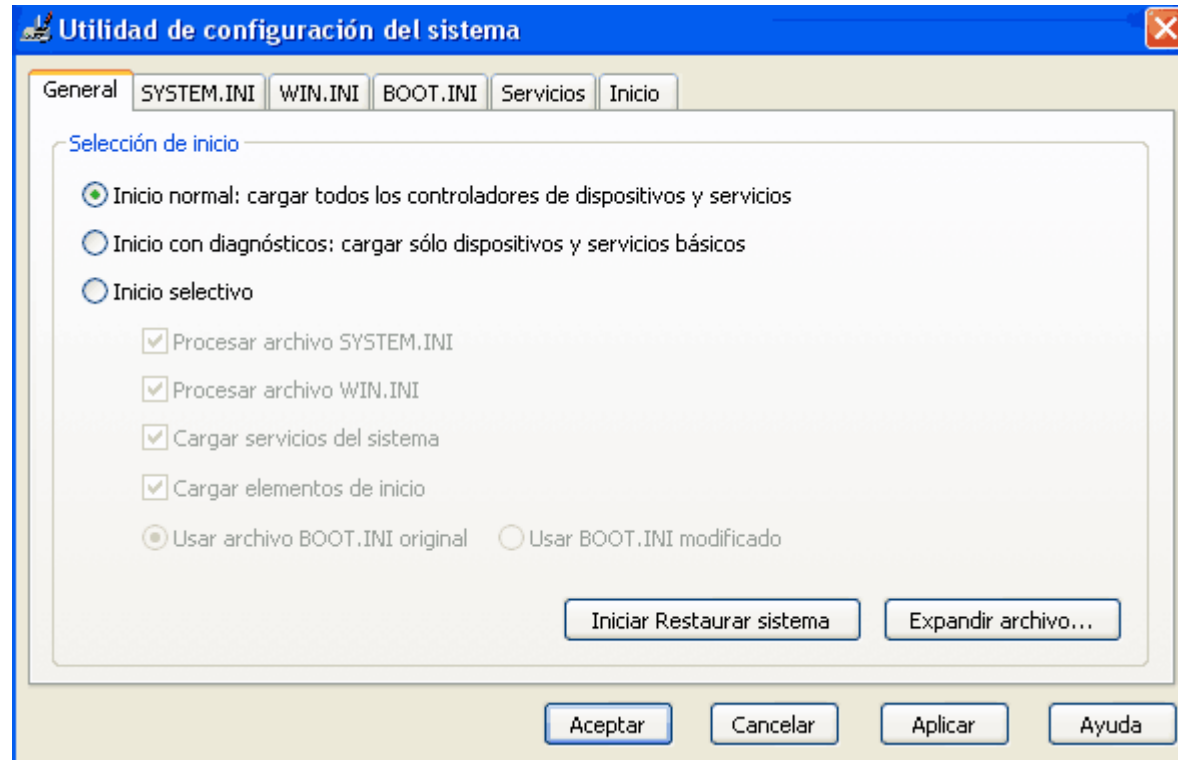 Utilidad de configuración del sistema
General SYSTEM.INI WIN.INI BOOT.INI Servicios Inicio
Selección de inicio
Inicio normal: cargar todos los controladores de dispositivos y servicios
Inicio con diagnósticos: cargar sólo dispositivos y servicios básicos
Inicio selectivo
Procesar archivo SYSTEM.INI
Procesar archivo WIN.INI
Cargar servicios del sistema
Cargar elementos de inicio
Usar archivo BOOT.INI original Usar BOOT.INI modificado
Iniciar Restaurar sistema Expandir archivo...
Aceptar Cancelar Aplicar Ayuda